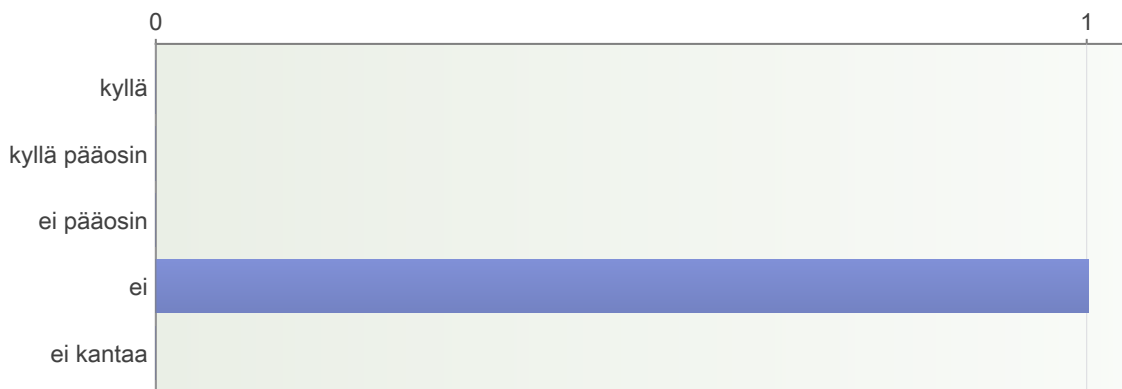 0 1
kyllä
kyllä pääosin
ei pääosin
ei
ei kantaa